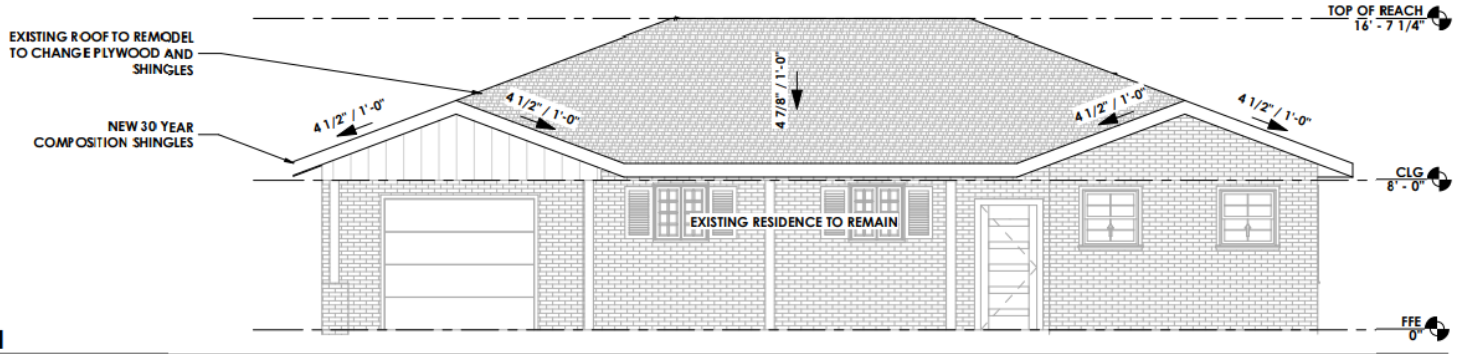 TOP OF REACH
16' - 7 1/4"
EXISTING ROOF TO REMODEL
TO CHANGE PLYWOOD AND
SHINGLES
4 1/2" / 1'-0"
4 1/2" / 1'-0"
4 7/8" / 1'-0"
4 1/2" / 1'-0"
4 1/2" / 1'-0"
NEW 30 YEAR
COMPOSITION SHINGLES
CLG
8' - 0"
EXISTING RESIDENCE TO REMAIN
FFE
0"